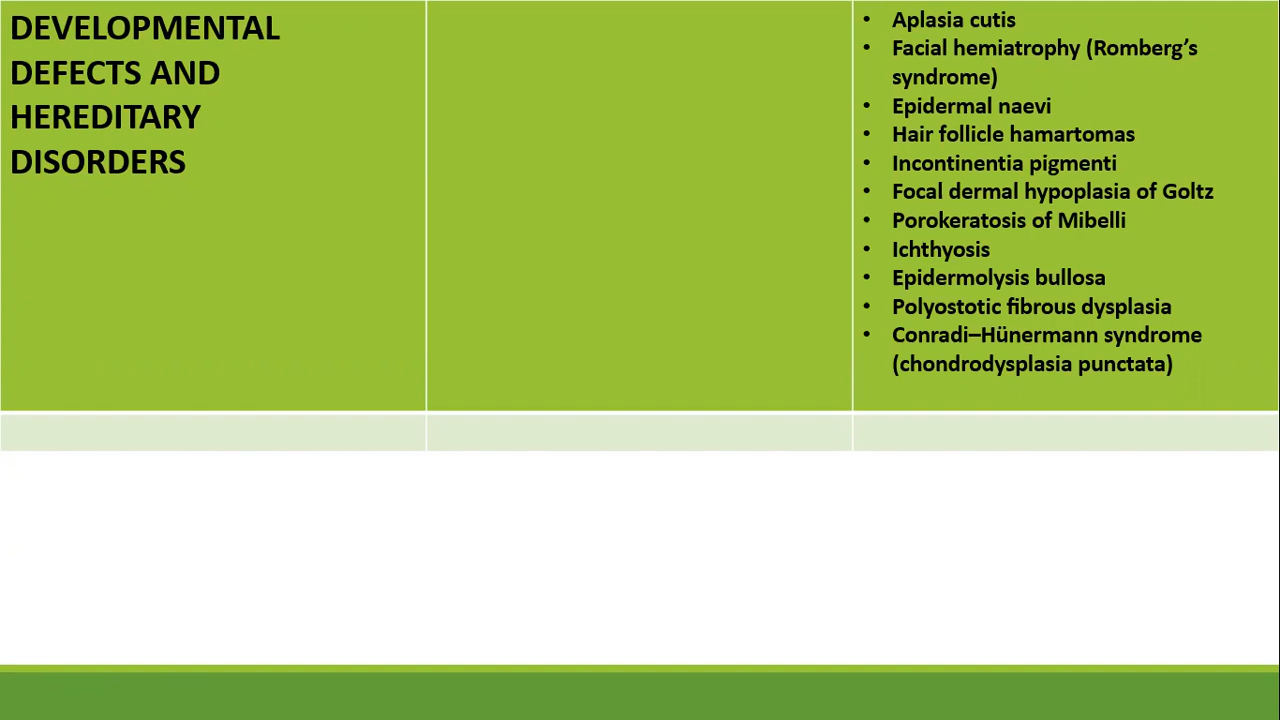 DEVELOPMENTAL
DEFECTS AND
HEREDITARY
DISORDERS
• Aplasia cutis
• Facial hemiatrophy (Romberg’s
syndrome)
• Epidermal naevi
• Hair follicle hamartomas
• Incontinentia pigmenti
• Focal dermal hypoplasia of Goltz
• Porokeratosis of Mibelli
• Ichthyosis
• Epidermolysis bullosa
• Polyostotic fibrous dysplasia
• Conradi–Hünermann syndrome
(chondrodysplasia punctata)